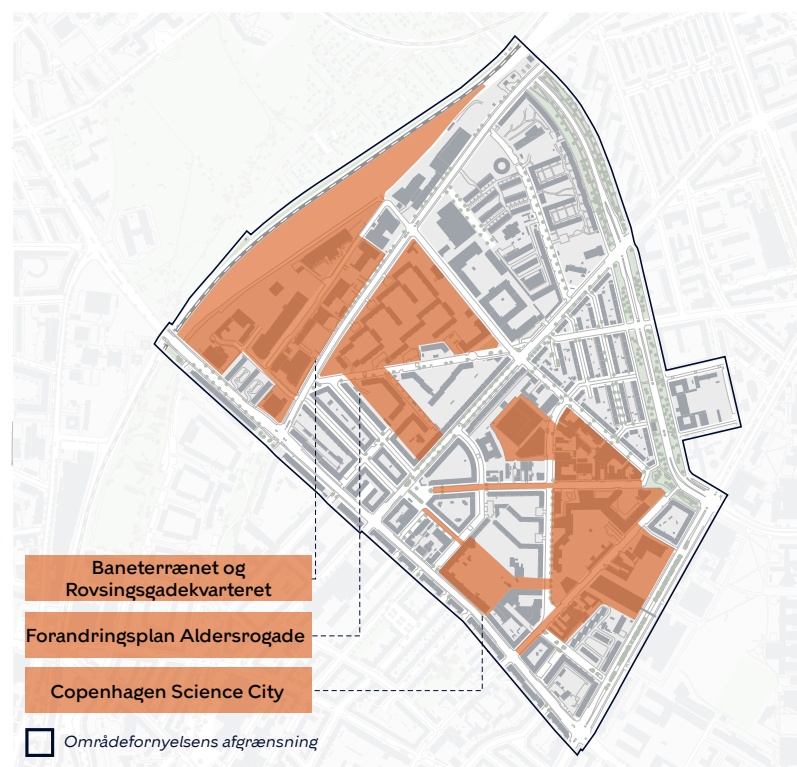 Baneterrænet og
Rovsingsgadekvarteret
Forandringsplan Aldersrogade
Copenhagen Science City
Områdefornyelsens afgrænsning